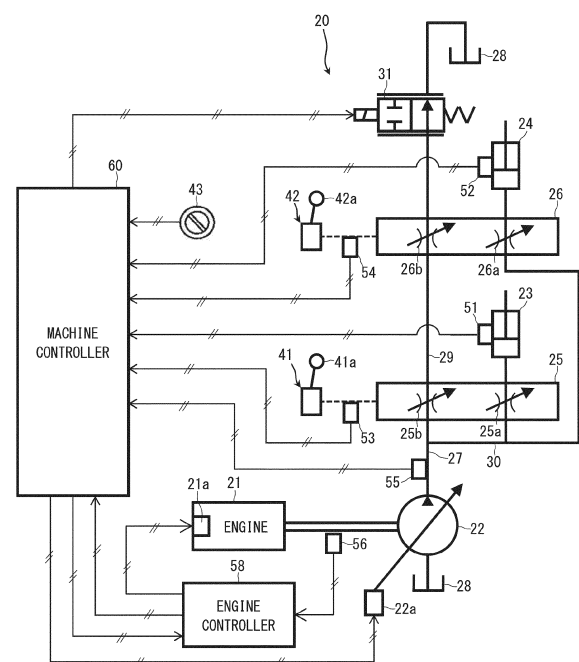 20
28
31
24
60
43
52
42
42a
26
54
26b
26a
23
51
MACHINE
CONTROLLER
29
41
41a
25
53
25b
25a
27
30
55
21a
21
ENGINE
22
56
58
28
ENGINE
CONTROLLER
22a